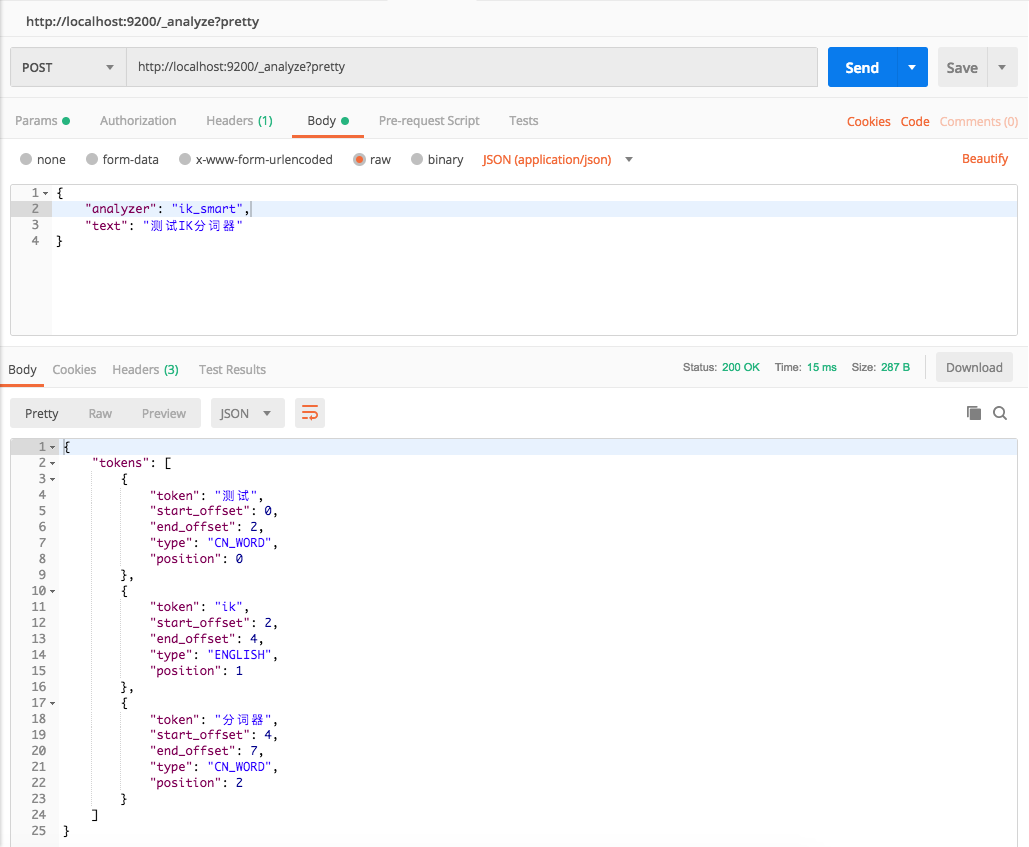 http://localhost:9200/_analyze?pretty
POST http://localhost:9200/_analyze?pretty Send Save
Params Authorization Headers (1) Body Pre-request Script Tests Cookies Code Comments (0)
none form-data x-www-form-urlencoded raw binary JSON (application/json) Beautify
1 {
2 "analyzer": "ik_smart",
3 "text": "测试IK分词器"
4 }
Body Cookies Headers (3) Test Results Status: 200 OK Time: 15 ms Size: 287 B Download
Pretty Raw Preview JSON
1 {
2 "tokens": [
3 {
4 "token": "测试",
5 "start_offset": 0,
6 "end_offset": 2,
7 "type": "CN_WORD",
8 "position": 0
9 },
10 {
11 "token": "ik",
12 "start_offset": 2,
13 "end_offset": 4,
14 "type": "ENGLISH",
15 "position": 1
16 },
17 {
18 "token": "分词器",
19 "start_offset": 4,
20 "end_offset": 7,
21 "type": "CN_WORD",
22 "position": 2
23 }
24 ]
25 }